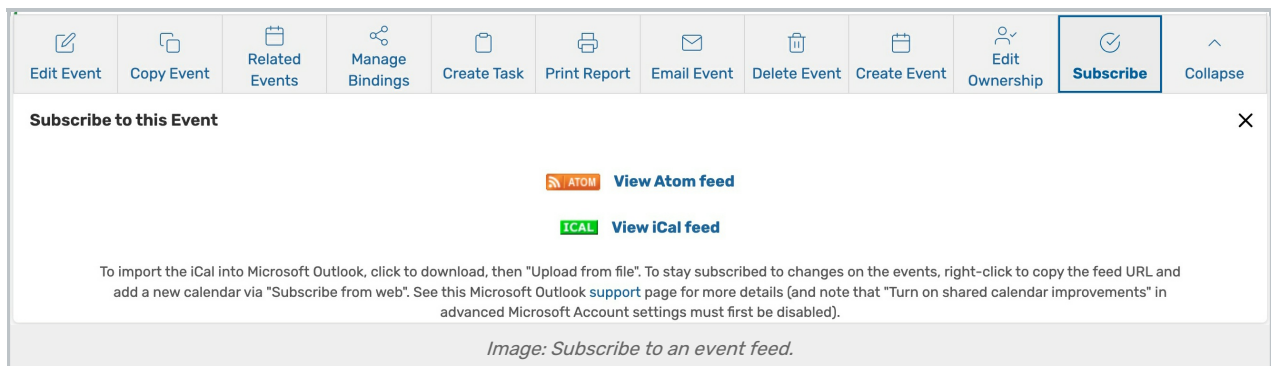 Edit Event
Copy Event
Related
Events
Manage
Bindings
Create Task
Print Report
Email Event
Delete Event
Create Event
Edit
Ownership
Subscribe
Collapse
Subscribe to this Event
ATOM View Atom feed
ICAL View iCal feed
To import the iCal into Microsoft Outlook, click to download, then "Upload from file". To stay subscribed to changes on the events, right-click to copy the feed URL and
add a new calendar via "Subscribe from web". See this Microsoft Outlook support page for more details (and note that "Turn on shared calendar improvements" in
advanced Microsoft Account settings must first be disabled).
Image: Subscribe to an event feed.